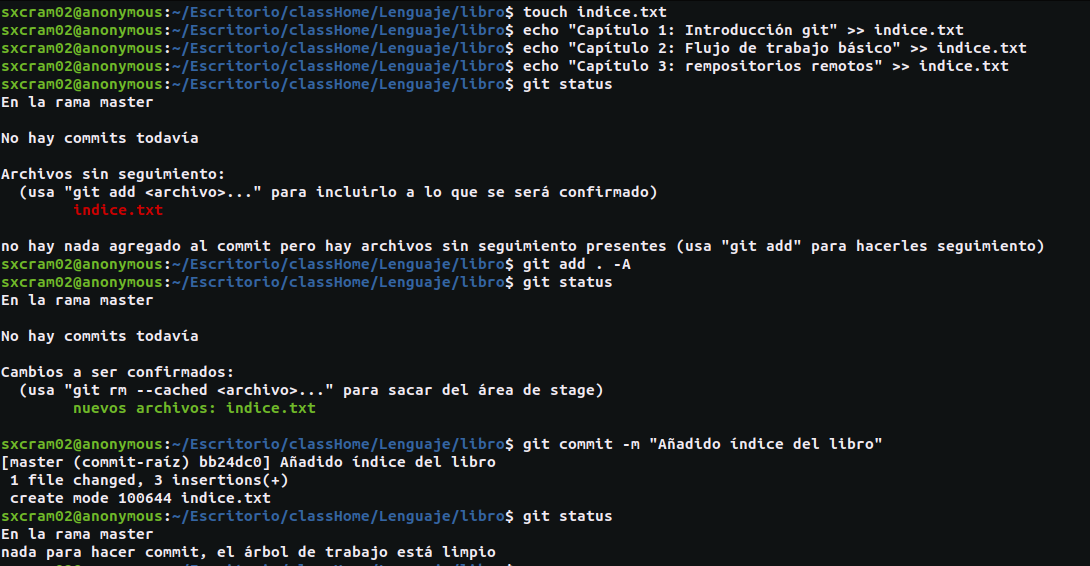 sxcram02@anonymous:~/Escritorio/classHome/Lenguaje/libro$ touch indice.txt
sxcram02@anonymous:~/Escritorio/classHome/Lenguaje/libro$ echo "Capítulo 1: Introducción git" >> indice.txt
sxcram02@anonymous:~/Escritorio/classHome/Lenguaje/libro$ echo "Capítulo 2: Flujo de trabajo básico" >> indice.txt
sxcram02@anonymous:~/Escritorio/classHome/Lenguaje/libro$ echo "Capítulo 3: rempositorios remotos" >> indice.txt
sxcram02@anonymous:~/Escritorio/classHome/Lenguaje/libro$ git status
En la rama master
No hay commits todavía
Archivos sin seguimiento:
  (usa "git add <archivo>..." para incluirlo a lo que se será confirmado)
        indice.txt
no hay nada agregado al commit pero hay archivos sin seguimiento presentes (usa "git add" para hacerles seguimiento)
sxcram02@anonymous:~/Escritorio/classHome/Lenguaje/libro$ git add . -A
sxcram02@anonymous:~/Escritorio/classHome/Lenguaje/libro$ git status
En la rama master
No hay commits todavía
Cambios a ser confirmados:
  (usa "git rm --cached <archivo>..." para sacar del área de stage)
        nuevos archivos: indice.txt
sxcram02@anonymous:~/Escritorio/classHome/Lenguaje/libro$ git commit -m "Añadido índice del libro"
[master (commit-raíz) bb24dc0] Añadido índice del libro
 1 file changed, 3 insertions(+)
 create mode 100644 indice.txt
sxcram02@anonymous:~/Escritorio/classHome/Lenguaje/libro$ git status
En la rama master
nada para hacer commit, el árbol de trabajo está limpio